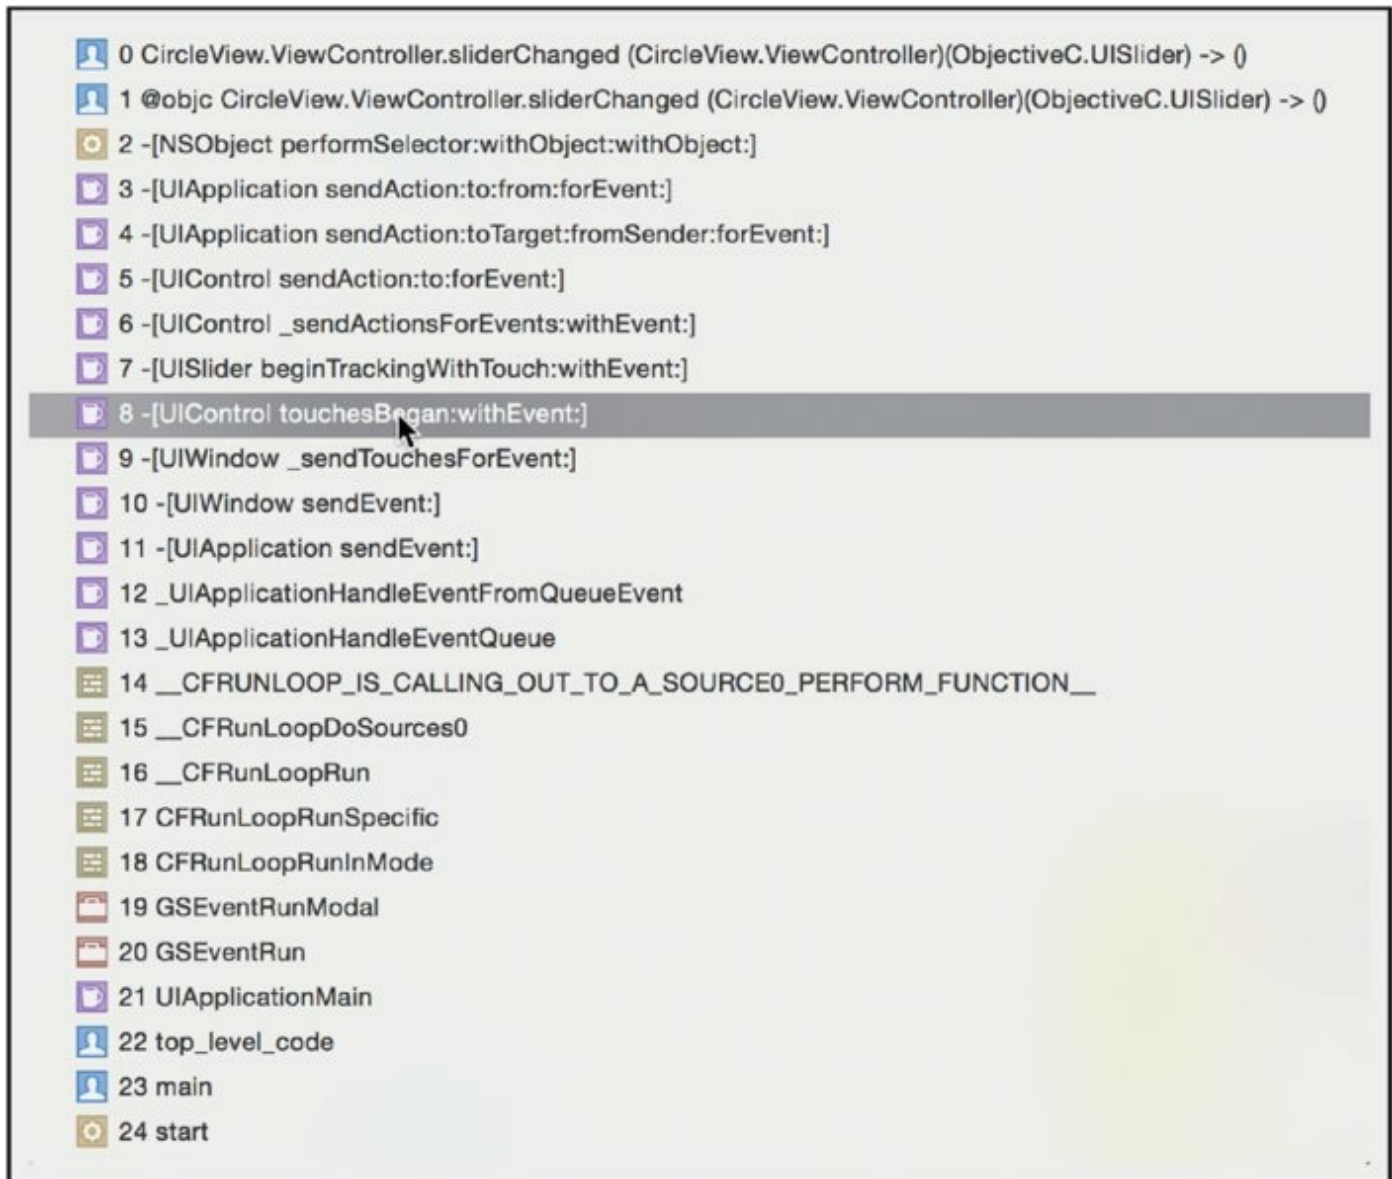 0 CircleView.ViewController.sliderChanged (CircleView.ViewController)(ObjectiveC.UISlider) -> ()
1 @objc CircleView.ViewController.sliderChanged (CircleView.ViewController)(ObjectiveC.UISlider) -> ()
2 -[NSObject performSelector:withObject:withObject:]
3 -[UIApplication sendAction:to:from:forEvent:]
4 -[UIApplication sendAction:toTarget:fromSender:forEvent:]
5 -[UIControl sendAction:to:forEvent:]
6 -[UIControl _sendActionsForEvents:withEvent:]
7 -[UISlider beginTrackingWithTouch:withEvent:]
8 -[UIControl touchesBegan:withEvent:]
9 -[UIWindow _sendTouchesForEvent:]
10 -[UIWindow sendEvent:]
11 -[UIApplication sendEvent:]
12 _UIApplicationHandleEventFromQueueEvent
13 _UIApplicationHandleEventQueue
14 __CFRUNLOOP_IS_CALLING_OUT_TO_A_SOURCE0_PERFORM_FUNCTION__
15 __CFRunLoopDoSources0
16 __CFRunLoopRun
17 CFRunLoopRunSpecific
18 CFRunLoopRunInMode
19 GSEventRunModal
20 GSEventRun
21 UIApplicationMain
22 top_level_code
23 main
24 start